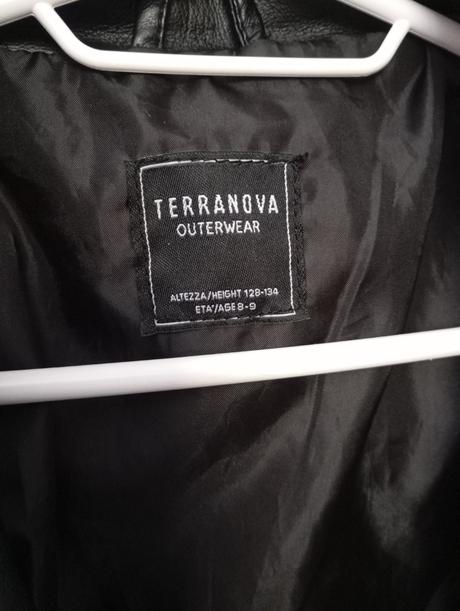 TERRANOVA
OUTERWEAR
ALTEZZA/HEIGHT 128-134
ETA'/AGE 8-9